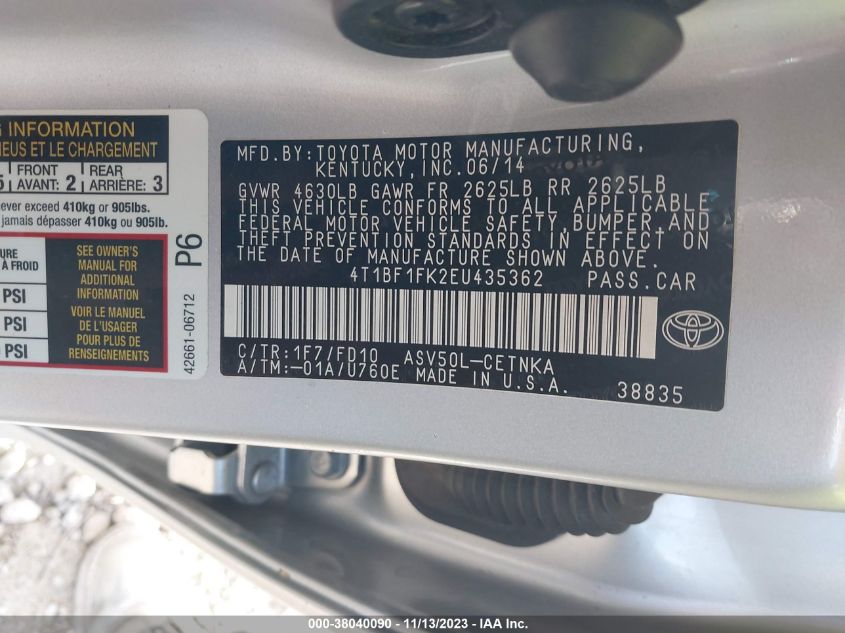 G INFORMATION
NEUS ET LE CHARGEMENT
5 FRONT AVANT: 2 REAR ARRIÈRE: 3
ever exceed 410kg or 905lbs.
jamais dépasser 410kg ou 905lb.
À FROID
SEE OWNER'S
MANUAL FOR
ADDITIONAL
INFORMATION
VOIR LE MANUEL
DE L'USAGER
POUR PLUS DE
RENSEIGNEMENTS
PSI
PSI
PSI
P6
42661-06712
MFD.BY:TOYOTA MOTOR MANUFACTURING,
KENTUCKY, INC.06/14
GVWR 4630LB GAWR FR 2625LB RR 2625LB
THIS VEHICLE CONFORMS TO ALL APPLICABLE
FEDERAL MOTOR VEHICLE SAFETY, BUMPER, AND
THEFT PREVENTION STANDARDS IN EFFECT ON
THE DATE OF MANUFACTURE SHOWN ABOVE.
4T1BF1FK2EU435362 PASS.CAR
C/TR:1F7/FD10 ASV50L-CETNKA
A/TM:-01A/U760E MADE IN U.S.A. 38835
000-38040090 - 11/13/2023 - IAAI, Inc.